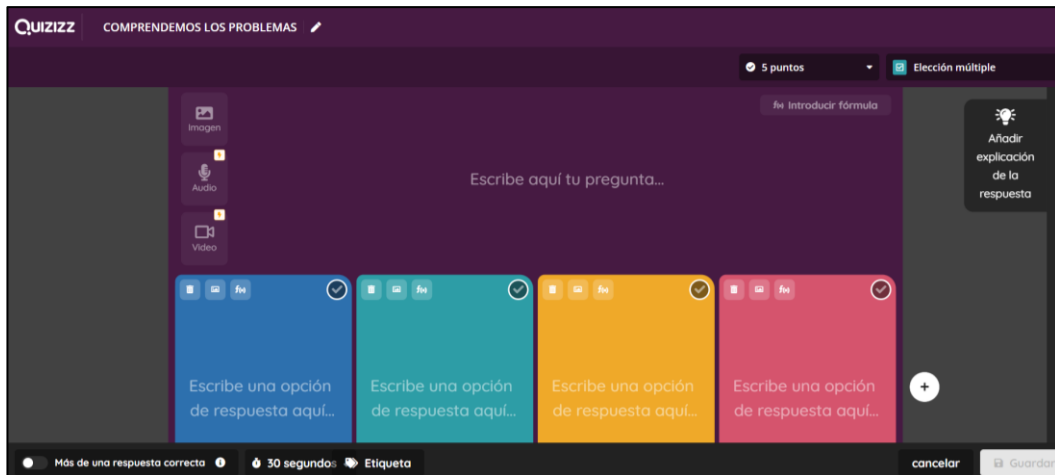 QUIZIZZ COMPRENDEMOS LOS PROBLEMAS
5 puntos Elección múltiple
Imagen
f(x) Introducir fórmula
Añadir
explicación
de la
respuesta
Audio
Escribe aquí tu pregunta...
Video
f(x) f(x) f(x) f(x)
Escribe una opción
de respuesta aquí...
Escribe una opción
de respuesta aquí...
Escribe una opción
de respuesta aquí...
Escribe una opción
de respuesta aquí...
Más de una respuesta correcta 30 segundos Etiqueta cancelar Guardar